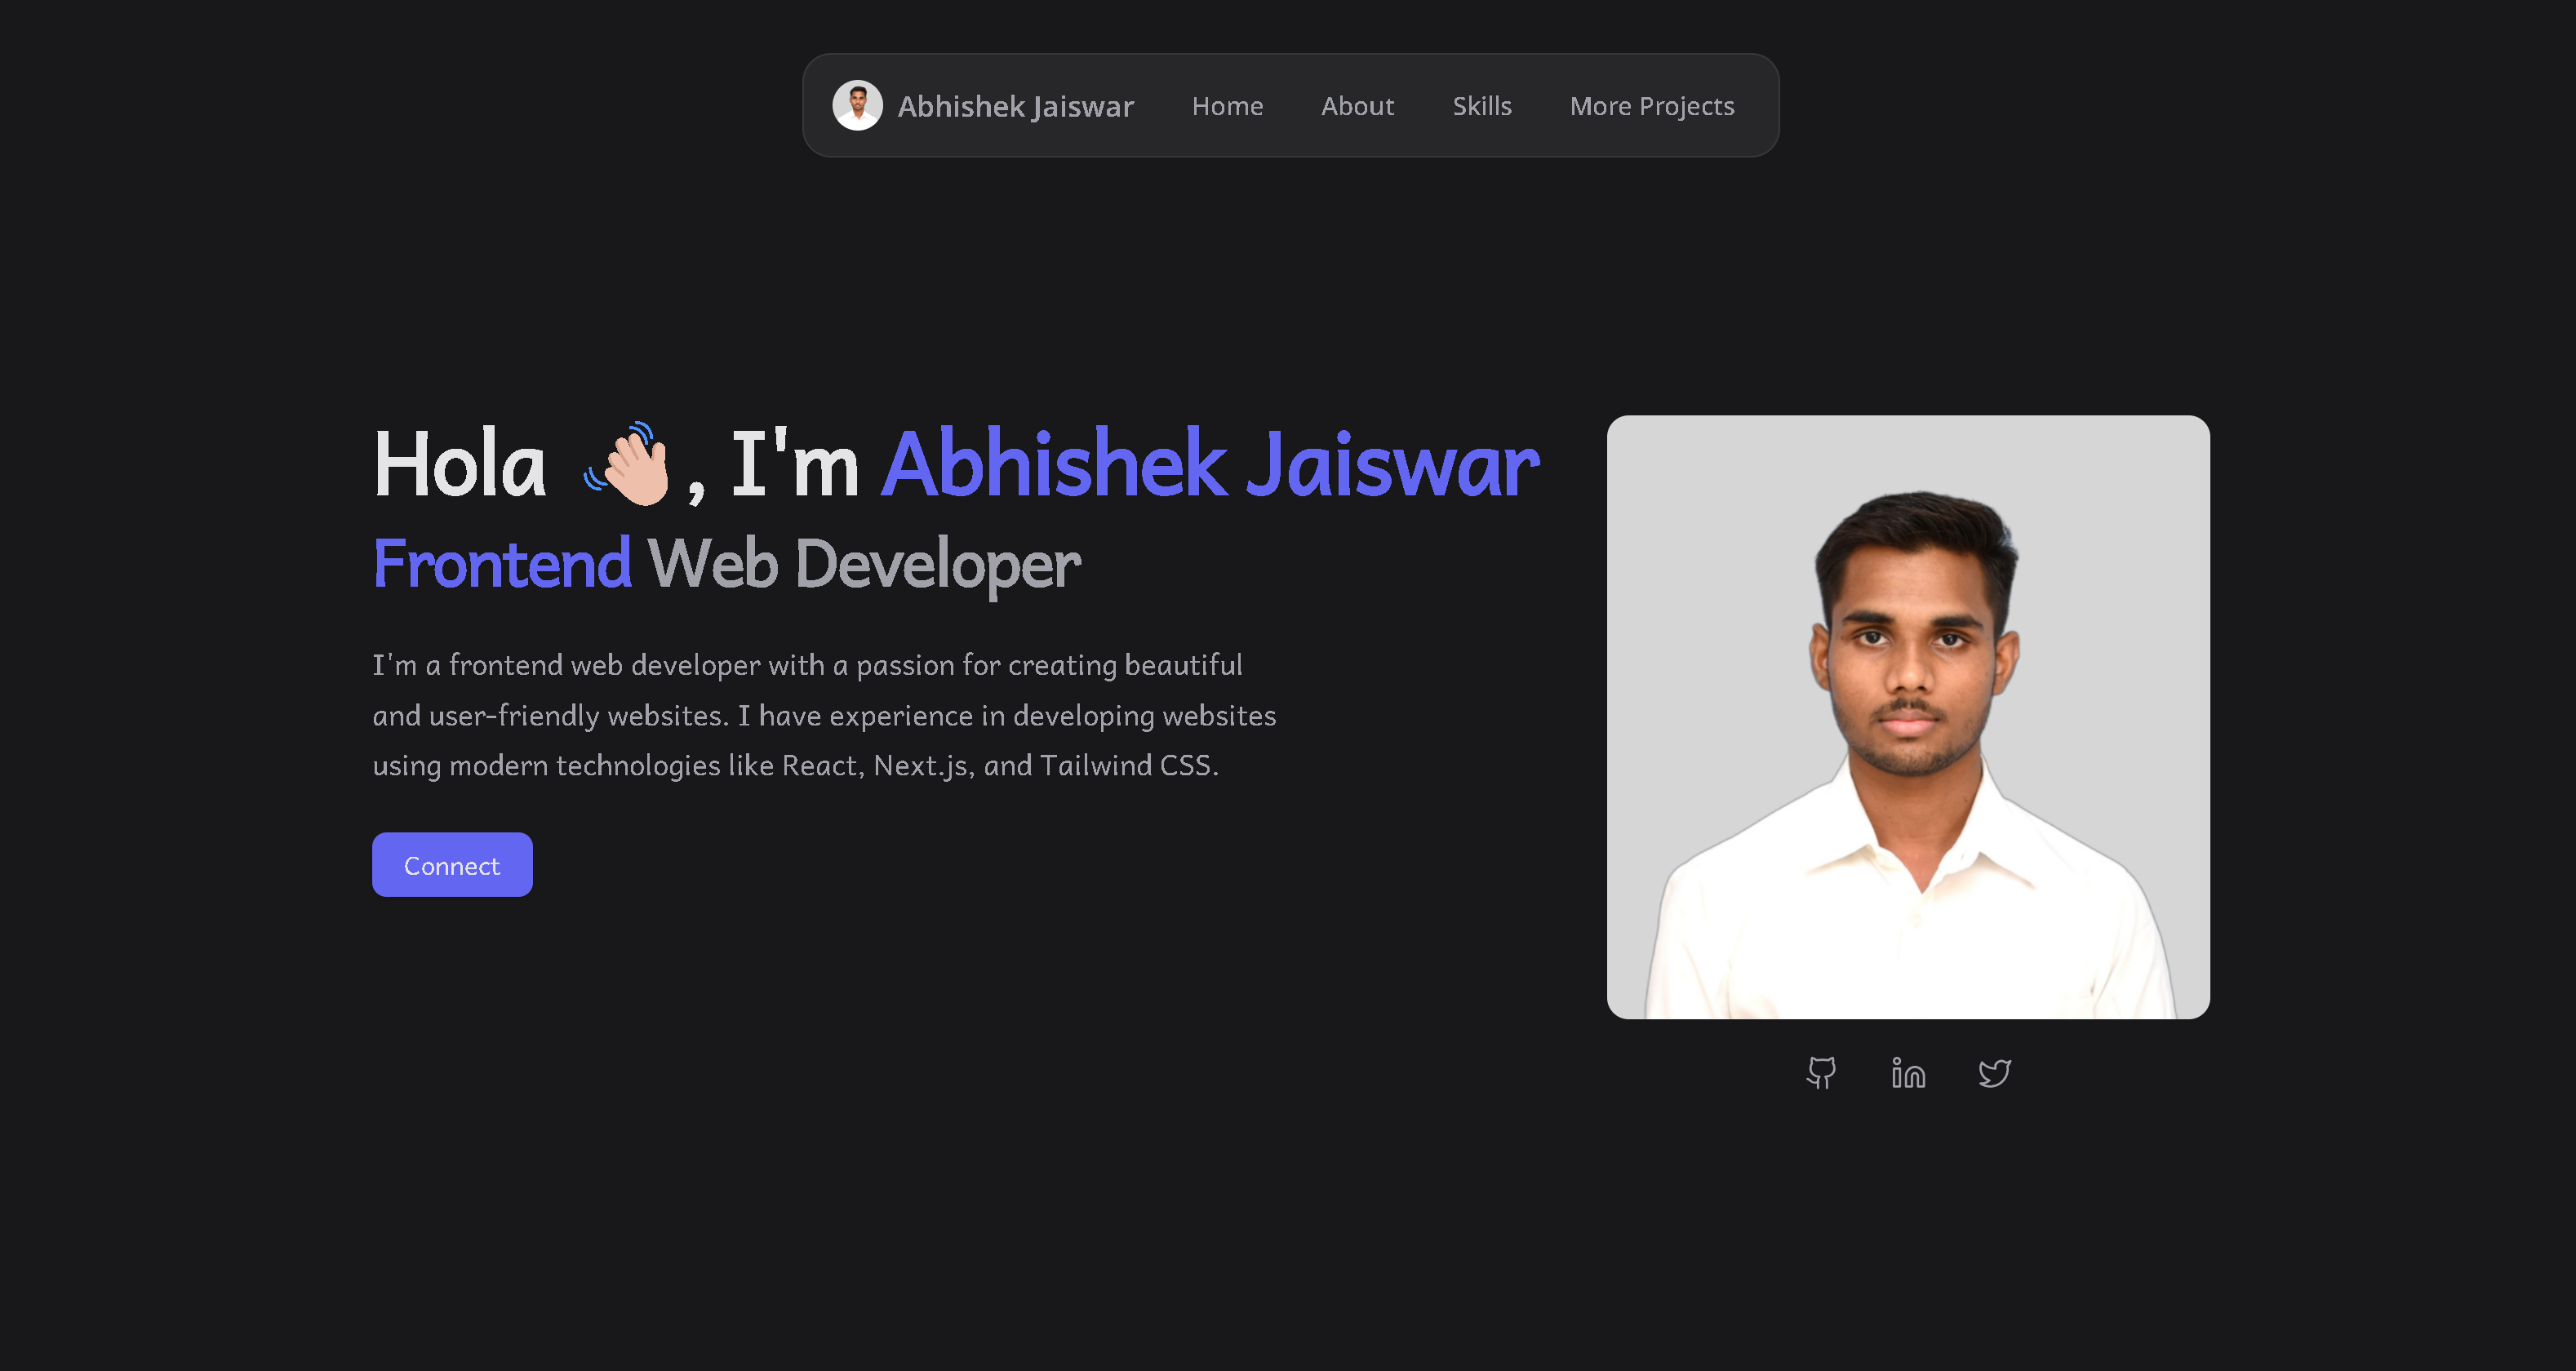 Abhishek Jaiswar Home About Skills More Projects
Hola 👋, I'm Abhishek Jaiswar
Frontend Web Developer
I'm a frontend web developer with a passion for creating beautiful
and user-friendly websites. I have experience in developing websites
using modern technologies like React, Next.js, and Tailwind CSS.
Connect